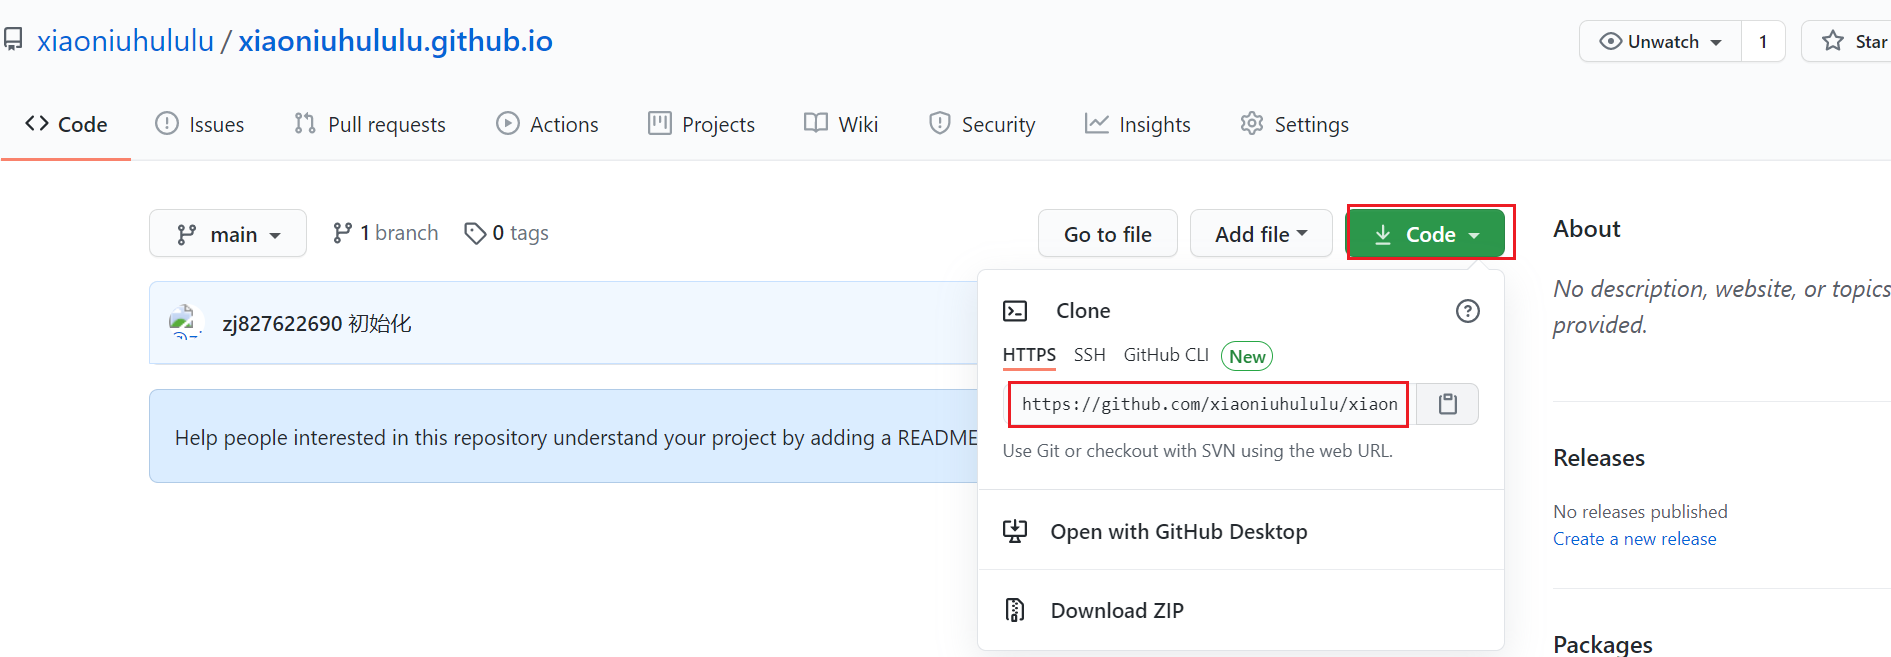 xiaoniuhululu / xiaoniuhululu.github.io
Unwatch 1 Star
Code Issues Pull requests Actions Projects Wiki Security Insights Settings
main 1 branch 0 tags Go to file Add file Code
About
No description, website, or topics
provided.
zj827622690 初始化
Help people interested in this repository understand your project by adding a README
Clone
HTTPS SSH GitHub CLI New
https://github.com/xiaoniuhululu/xiaon
Use Git or checkout with SVN using the web URL.
Open with GitHub Desktop
Download ZIP
Releases
No releases published
Create a new release
Packages